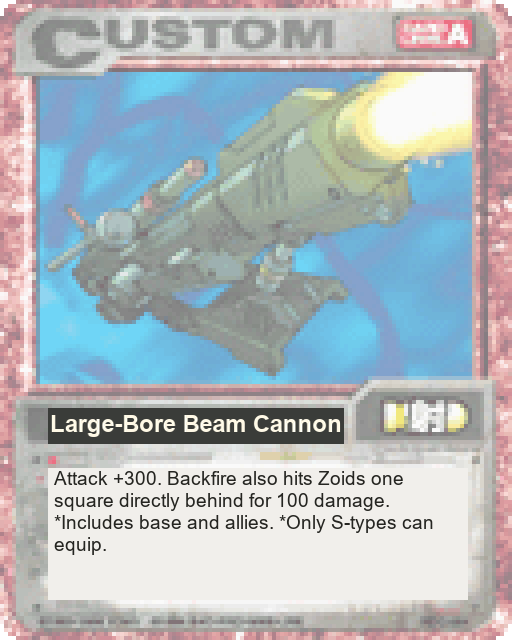 CUSTOM
A
Large-Bore Beam Cannon
Attack +300. Backfire also hits Zoids one
square directly behind for 100 damage.
*Includes base and allies. *Only S-types can
equip.